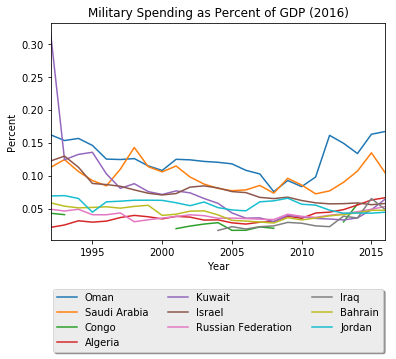 Military Spending as Percent of GDP (2016)
0.30
0.25
0.20
0.15
0.10
0.05
Percent
1995 2000 2005 2010 2015
Year
Oman Kuwait Iraq
Saudi Arabia Israel Bahrain
Congo Russian Federation Jordan
Algeria